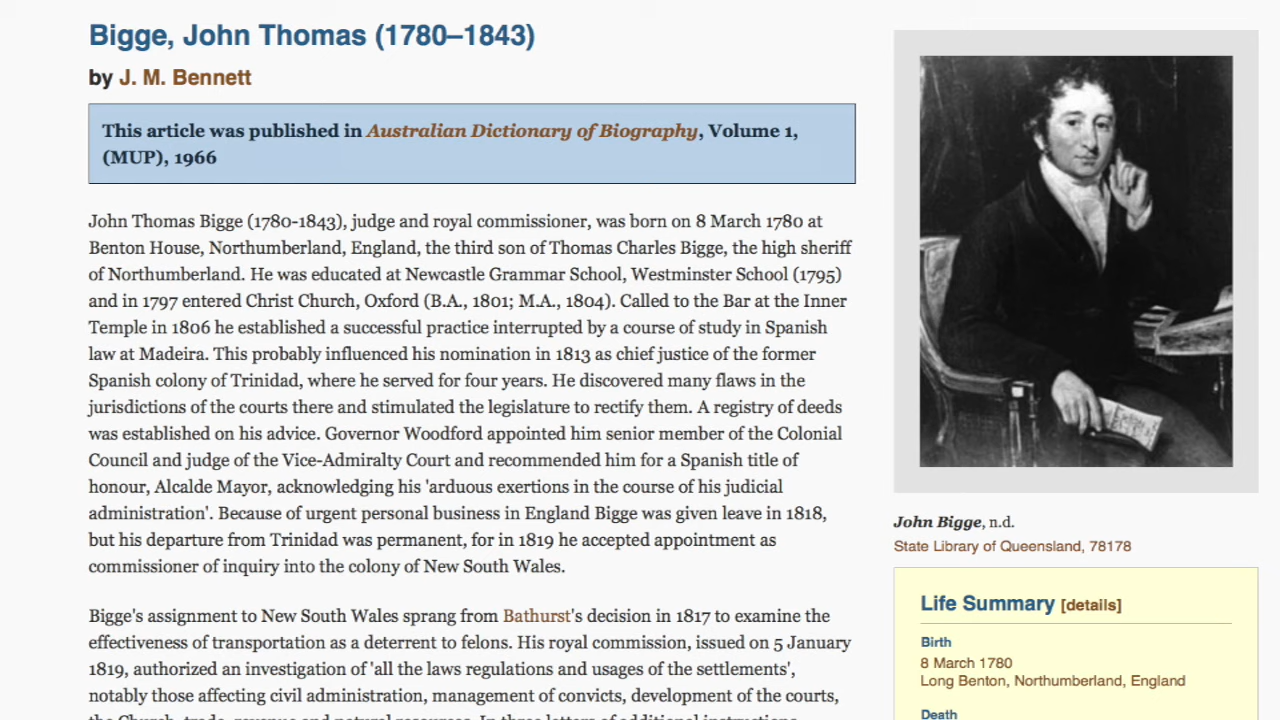 Bigge, John Thomas (1780–1843)
by J. M. Bennett
This article was published in Australian Dictionary of Biography, Volume 1,
(MUP), 1966
John Thomas Bigge (1780-1843), judge and royal commissioner, was born on 8 March 1780 at
Benton House, Northumberland, England, the third son of Thomas Charles Bigge, the high sheriff
of Northumberland. He was educated at Newcastle Grammar School, Westminster School (1795)
and in 1797 entered Christ Church, Oxford (B.A., 1801; M.A., 1804). Called to the Bar at the Inner
Temple in 1806 he established a successful practice interrupted by a course of study in Spanish
law at Madeira. This probably influenced his nomination in 1813 as chief justice of the former
Spanish colony of Trinidad, where he served for four years. He discovered many flaws in the
jurisdictions of the courts there and stimulated the legislature to rectify them. A registry of deeds
was established on his advice. Governor Woodford appointed him senior member of the Colonial
Council and judge of the Vice-Admiralty Court and recommended him for a Spanish title of
honour, Alcalde Mayor, acknowledging his 'arduous exertions in the course of his judicial
administration'. Because of urgent personal business in England Bigge was given leave in 1818,
but his departure from Trinidad was permanent, for in 1819 he accepted appointment as
commissioner of inquiry into the colony of New South Wales.
Bigge's assignment to New South Wales sprang from Bathurst's decision in 1817 to examine the
effectiveness of transportation as a deterrent to felons. His royal commission, issued on 5 January
1819, authorized an investigation of 'all the laws regulations and usages of the settlements',
notably those affecting civil administration, management of convicts, development of the courts,
the Church, trade, revenue and natural resources. In three letters of additional instructions
John Bigge, n.d.
State Library of Queensland, 78178
Life Summary [details]
Birth
8 March 1780
Long Benton, Northumberland, England
Death